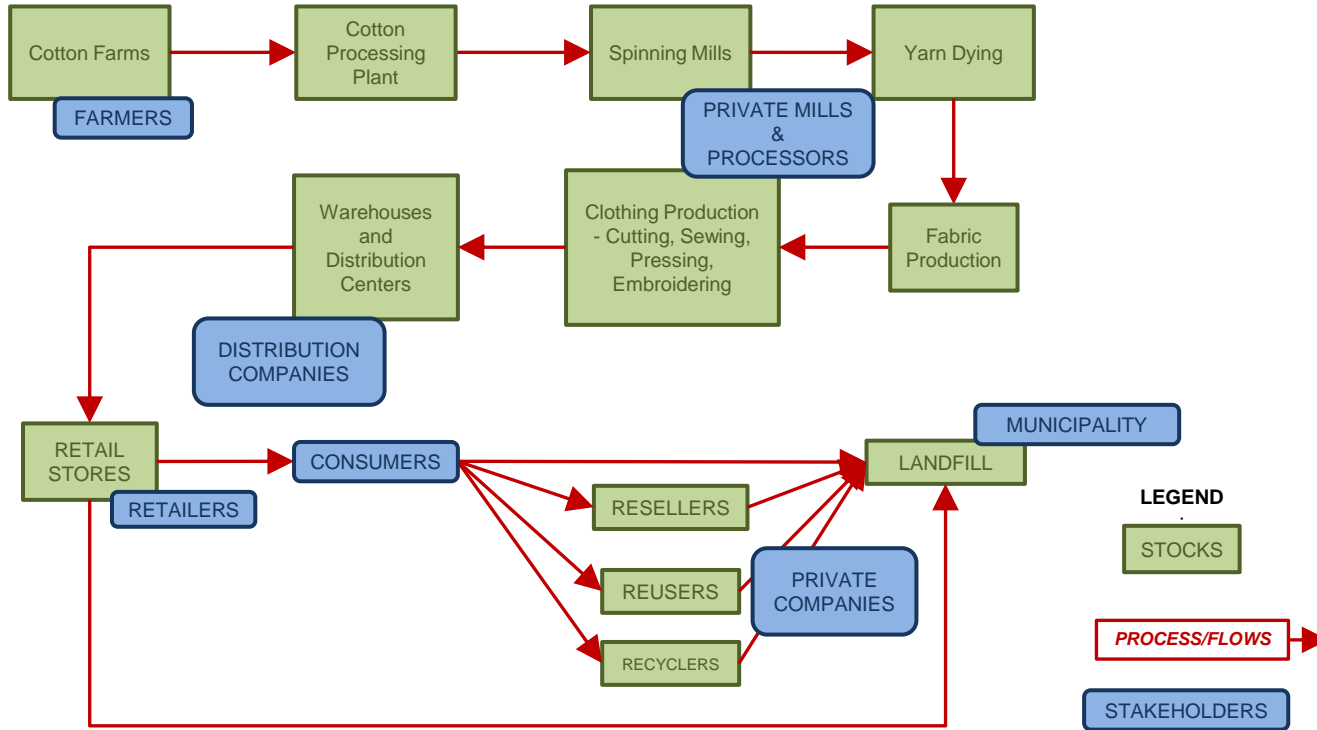 Cotton Farms
Cotton
Processing
Plant
Spinning Mills
Yarn Dying
FARMERS
PRIVATE MILLS
&
PROCESSORS
Warehouses
and
Distribution
Centers
Clothing Production
- Cutting, Sewing,
Pressing,
Embroidering
Fabric
Production
DISTRIBUTION
COMPANIES
RETAIL
STORES
RETAILERS
CONSUMERS
MUNICIPALITY
LANDFILL
RESELLERS
REUSERS
RECYCLERS
PRIVATE
COMPANIES
LEGEND
.
STOCKS
PROCESS/FLOWS
STAKEHOLDERS